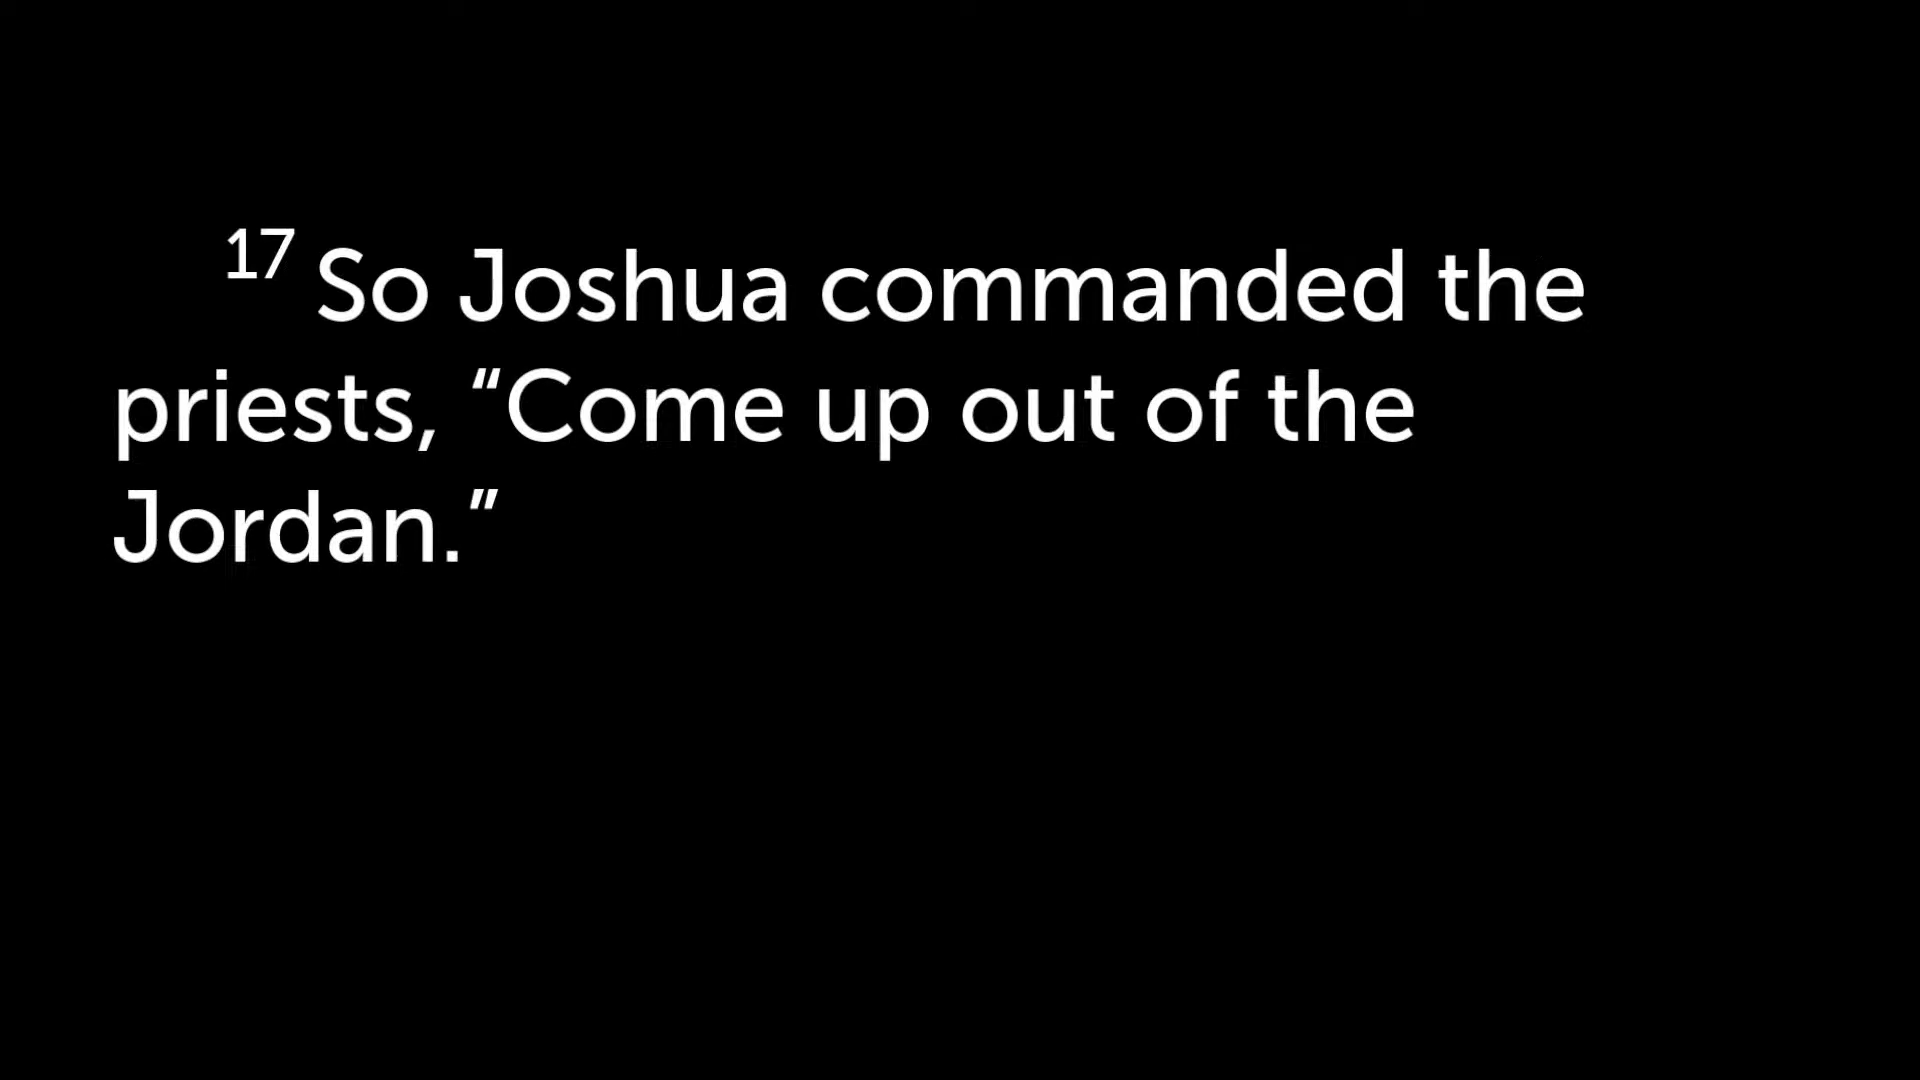 17 So Joshua commanded the
priests, “Come up out of the
Jordan.”